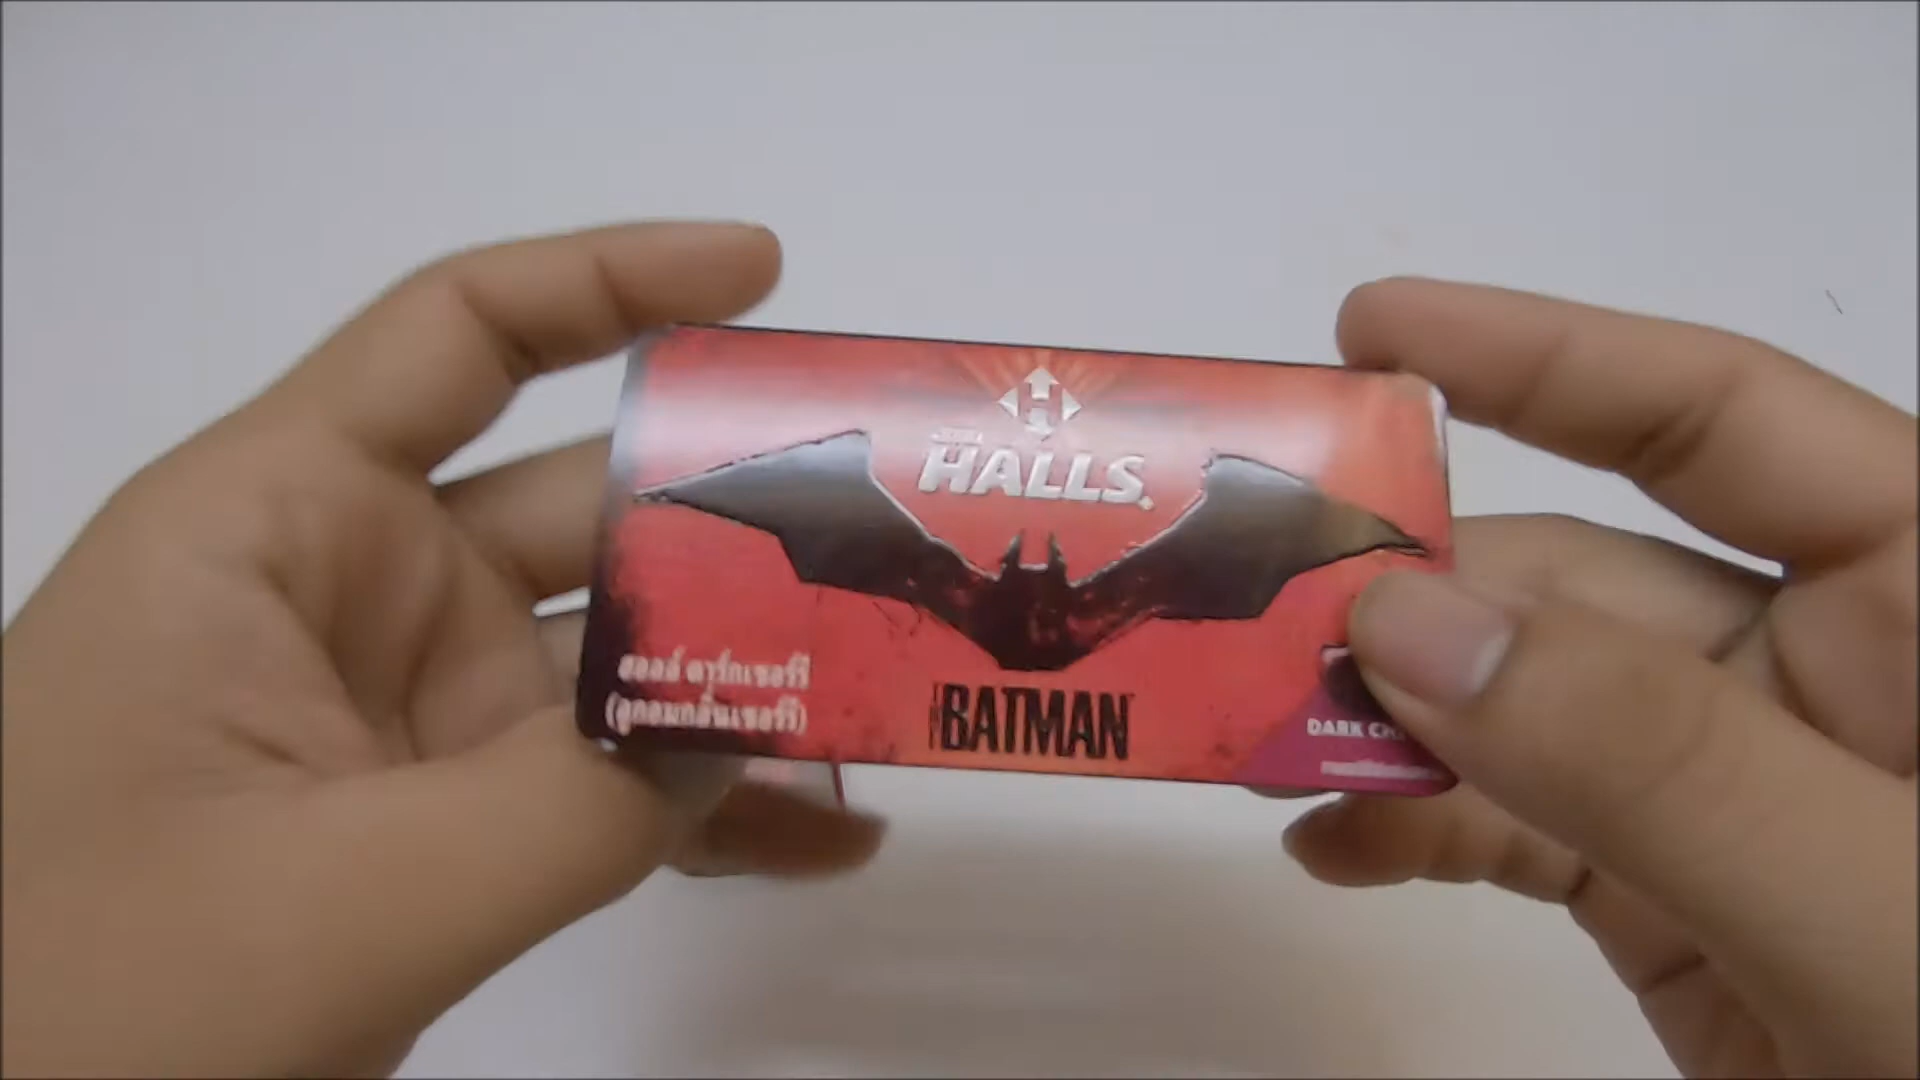 HALLS
ฮอลล์ ดาร์กเชอร์รี
(ลูกอมกลิ่นเชอร์รี)
THE BATMAN
DARK